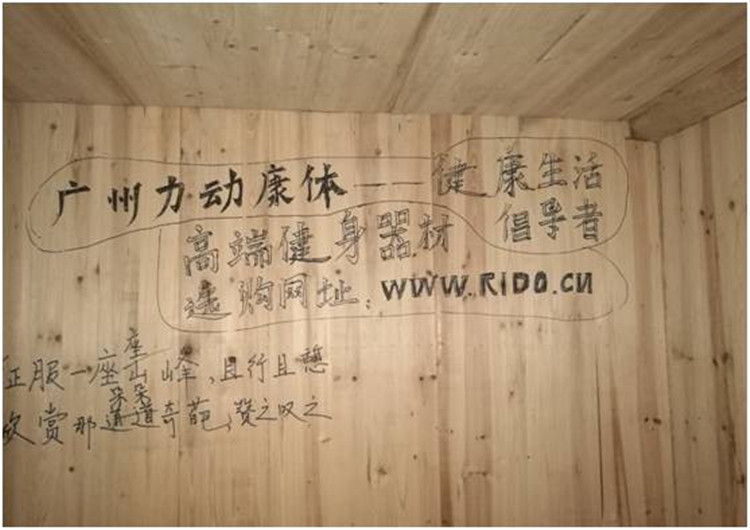 广州力动康体——健康生活
倡导者
高端健身器材
选购网址：WWW.RIDO.CN
征服一座座山峰，且行且憩
欣赏那朵朵奇葩，赞之叹之